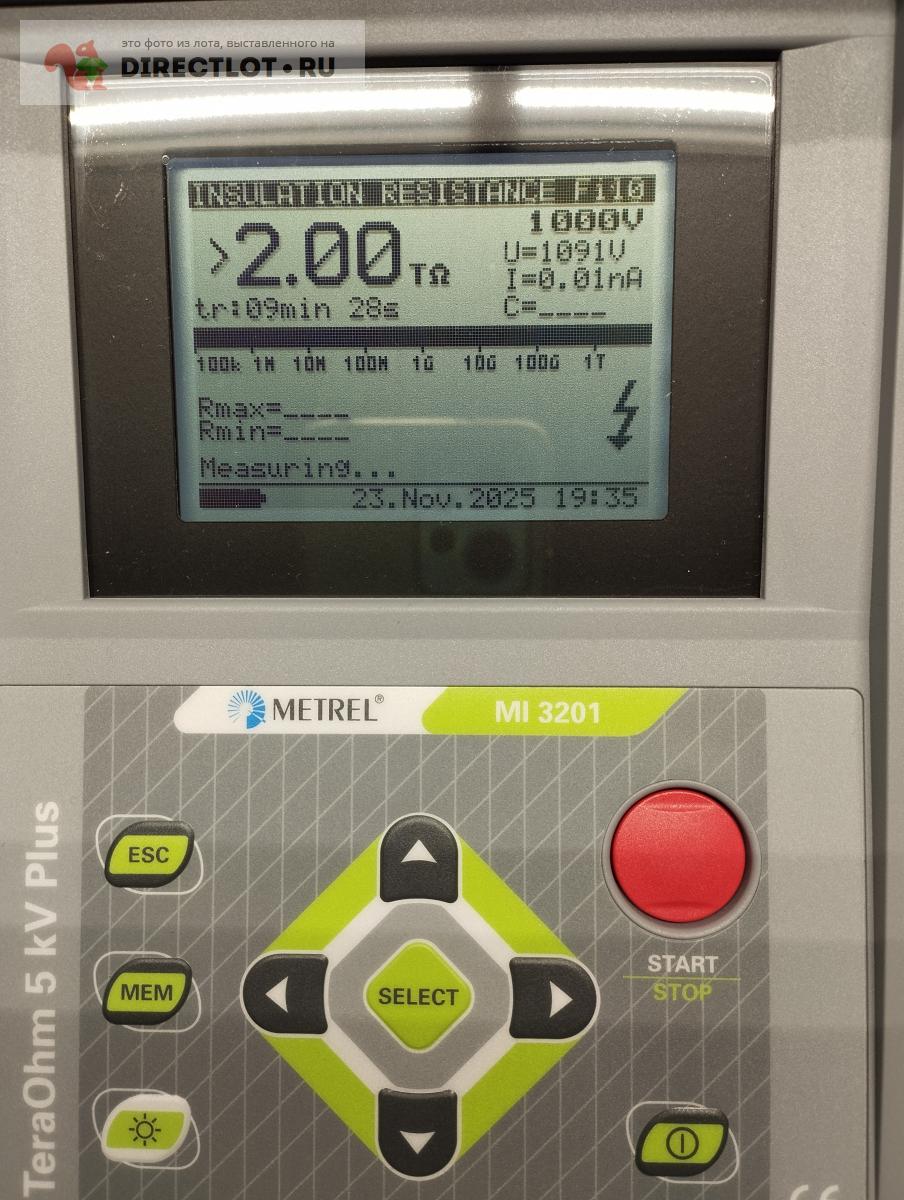 это фото из лота, выставленного на
DIRECTLOT•RU
INSULATION RESISTANCE
1000V
>2.00 TΩ
U=1091V
I=0.01nA
tr:09min 28s
C=____
100k 1M 10M 100M 1G 10G 100G 1T
Rmax=____
Rmin=____
Measuring...
23.Nov.2025 19:35
METREL®
MI 3201
TeraOhm 5 kV Plus
ESC
MEM
SELECT
START
STOP